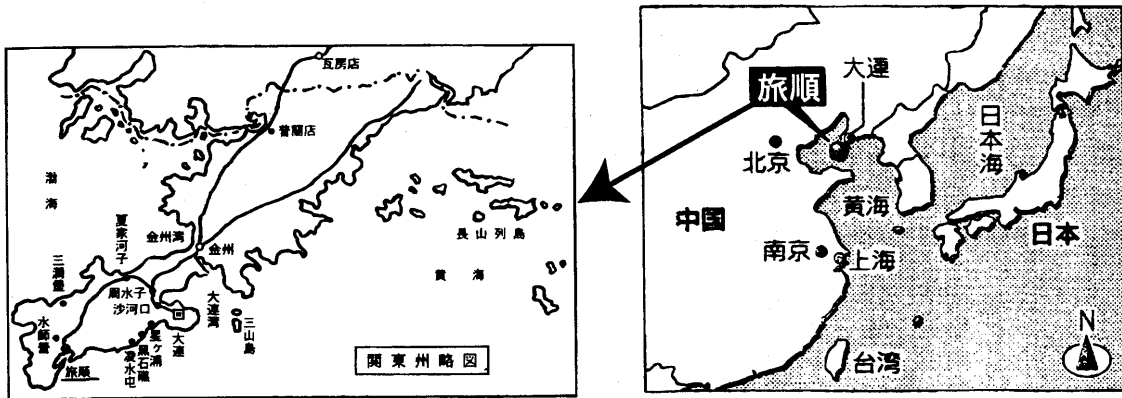 瓦房店
普蘭店
渤海
夏家河子
金州湾
金州
長山列島
黄海
三澗堡
周水子
沙河口
大連湾
三山島
水師営
星ヶ浦
黒石礁
凌水屯
大連
旅順
関東州略図
大連
旅順
北京
日本海
中国
黄海
日本
南京
上海
台湾
N